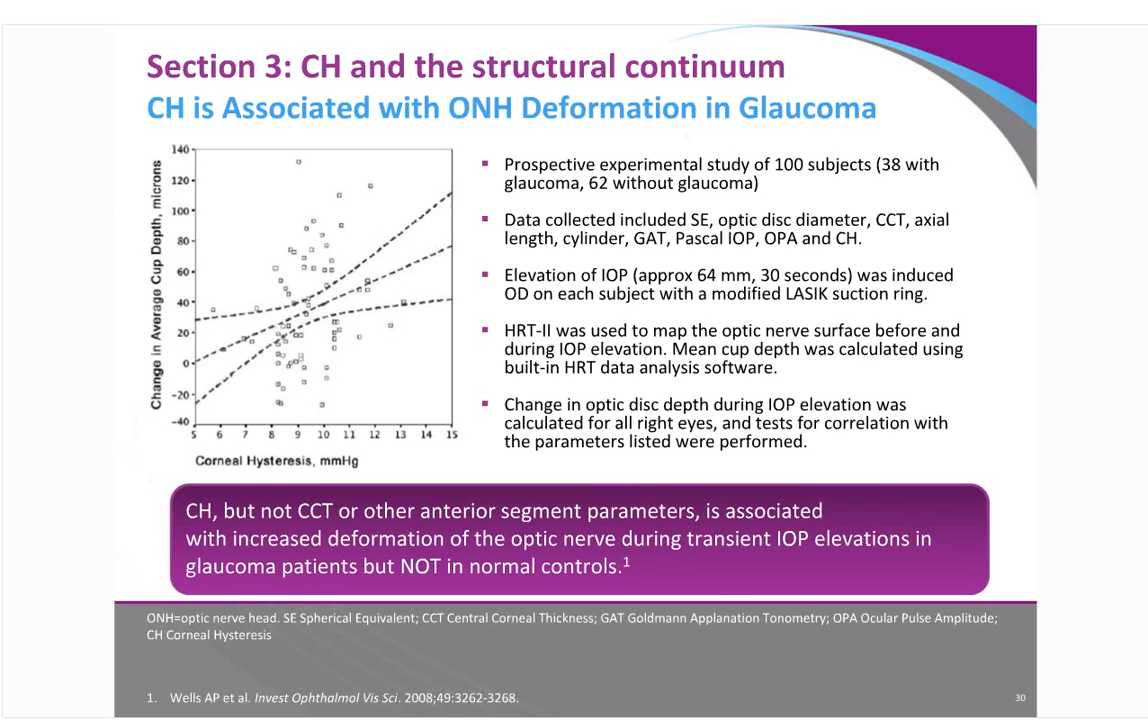 Section 3: CH and the structural continuum
CH is Associated with ONH Deformation in Glaucoma
Change in Average Cup Depth, microns
140
120
100
80
60
40
20
0
-20
-40
5 6 7 8 9 10 11 12 13 14 15
Corneal Hysteresis, mmHg
Prospective experimental study of 100 subjects (38 with
glaucoma, 62 without glaucoma)
Data collected included SE, optic disc diameter, CCT, axial
length, cylinder, GAT, Pascal IOP, OPA and CH.
Elevation of IOP (approx 64 mm, 30 seconds) was induced
OD on each subject with a modified LASIK suction ring.
HRT-II was used to map the optic nerve surface before and
during IOP elevation. Mean cup depth was calculated using
built-in HRT data analysis software.
Change in optic disc depth during IOP elevation was
calculated for all right eyes, and tests for correlation with
the parameters listed were performed.
CH, but not CCT or other anterior segment parameters, is associated
with increased deformation of the optic nerve during transient IOP elevations in
glaucoma patients but NOT in normal controls.1
ONH=optic nerve head. SE Spherical Equivalent; CCT Central Corneal Thickness; GAT Goldmann Applanation Tonometry; OPA Ocular Pulse Amplitude;
CH Corneal Hysteresis
1. Wells AP et al. Invest Ophthalmol Vis Sci. 2008;49:3262-3268.
30